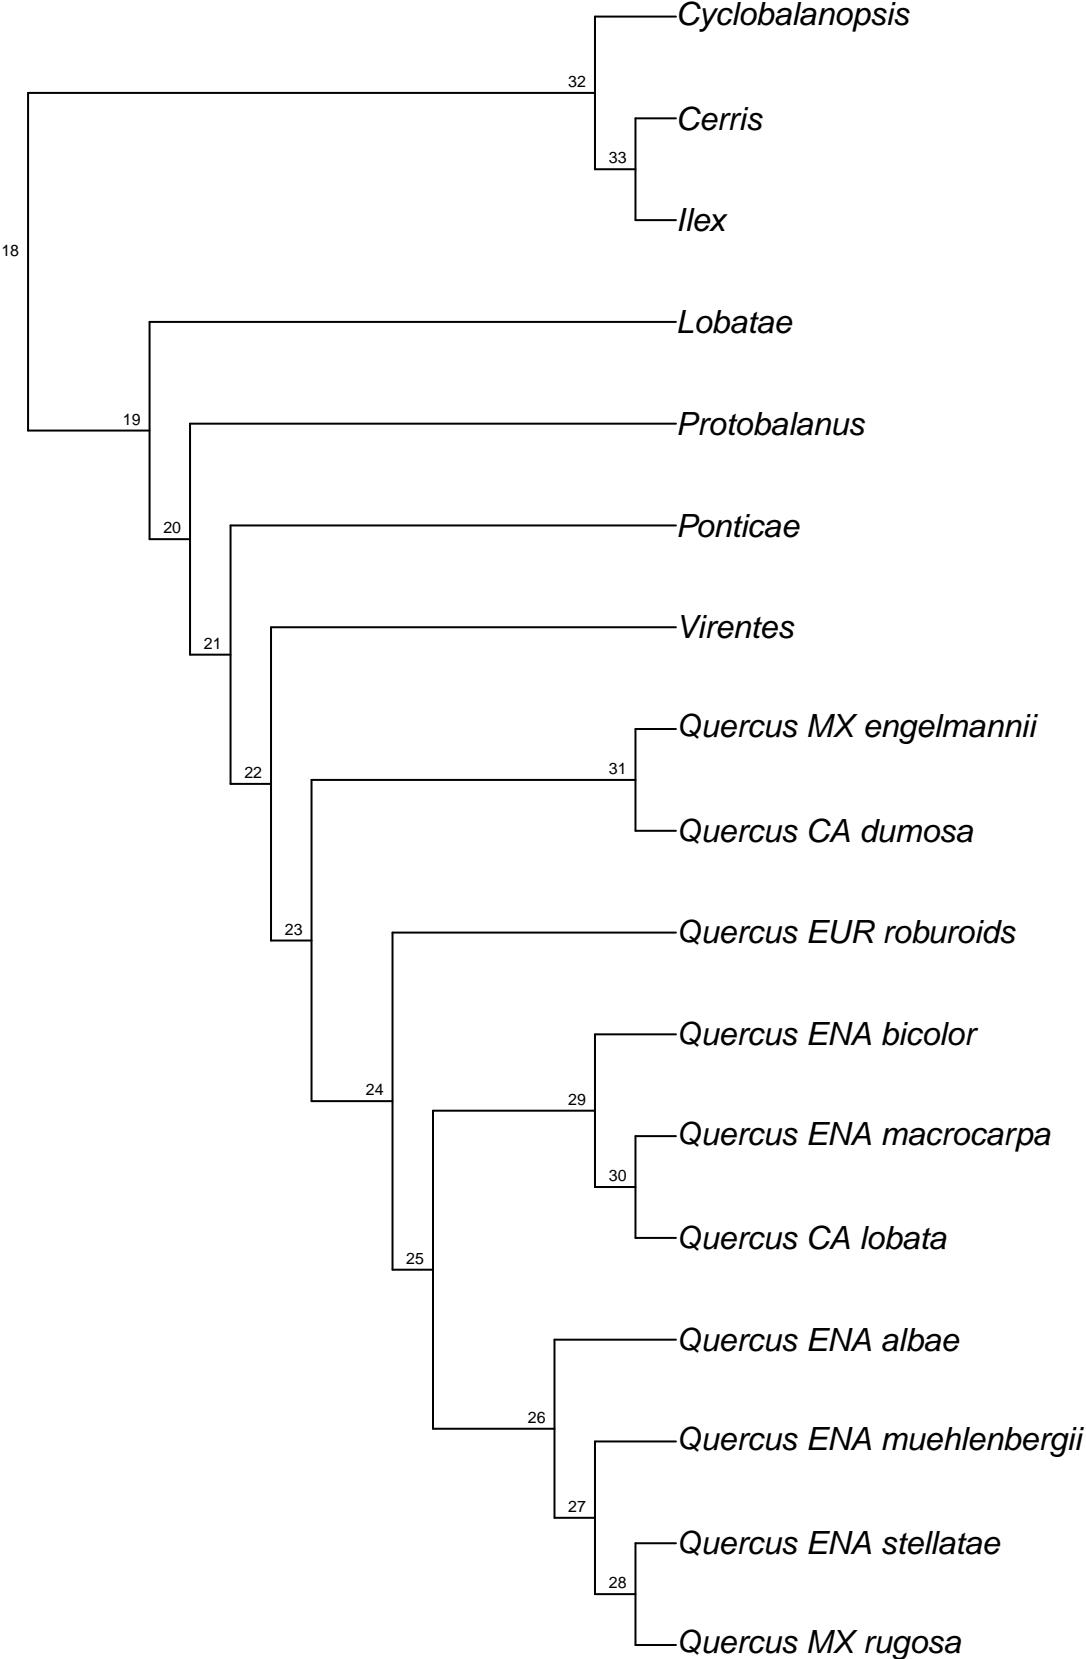 Cyclobalanopsis
32
Cerris
33
Ilex
18
Lobatae
19
Protobalanus
20
Ponticae
Virentes
21
Quercus MX engelmannii
31
22
Quercus CA dumosa
23
Quercus EUR roburoids
Quercus ENA bicolor
24
29
Quercus ENA macrocarpa
30
Quercus CA lobata
25
Quercus ENA albae
26
Quercus ENA muehlenbergii
27
Quercus ENA stellatae
28
Quercus MX rugosa